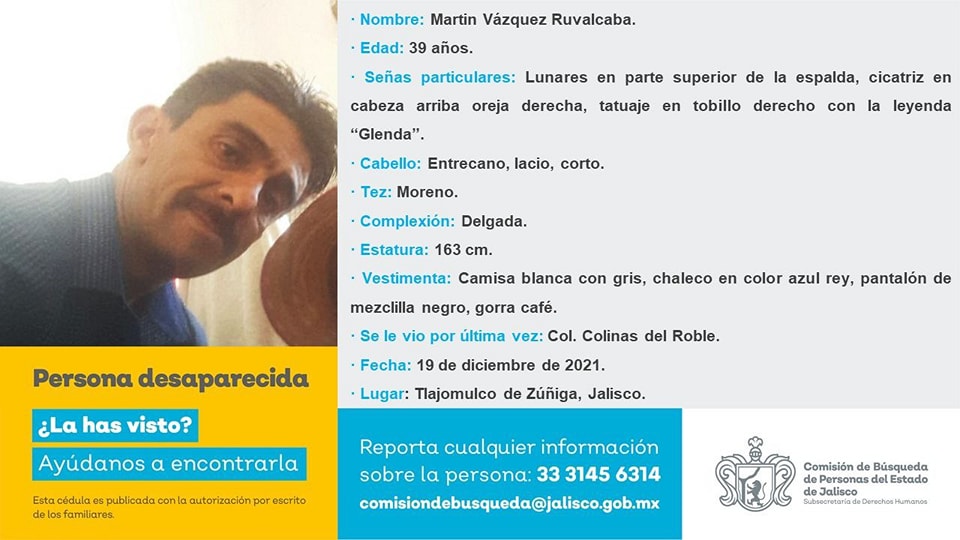 · Nombre: Martin Vázquez Ruvalcaba.
· Edad: 39 años.
· Señas particulares: Lunares en parte superior de la espalda, cicatriz en
cabeza arriba oreja derecha, tatuaje en tobillo derecho con la leyenda
“Glenda”.
· Cabello: Entrecano, lacio, corto.
· Tez: Moreno.
· Complexión: Delgada.
· Estatura: 163 cm.
· Vestimenta: Camisa blanca con gris, chaleco en color azul rey, pantalón de
mezclilla negro, gorra café.
· Se le vio por última vez: Col. Colinas del Roble.
· Fecha: 19 de diciembre de 2021.
· Lugar: Tlajomulco de Zúñiga, Jalisco.
Persona desaparecida
¿La has visto?
Ayúdanos a encontrarla
Esta cédula es publicada con la autorización por escrito
de los familiares.
Reporta cualquier información
sobre la persona: 33 3145 6314
comisiondebusqueda@jalisco.gob.mx
Comisión de Búsqueda
de Personas del Estado
de Jalisco
Subsecretaría de Derechos Humanos